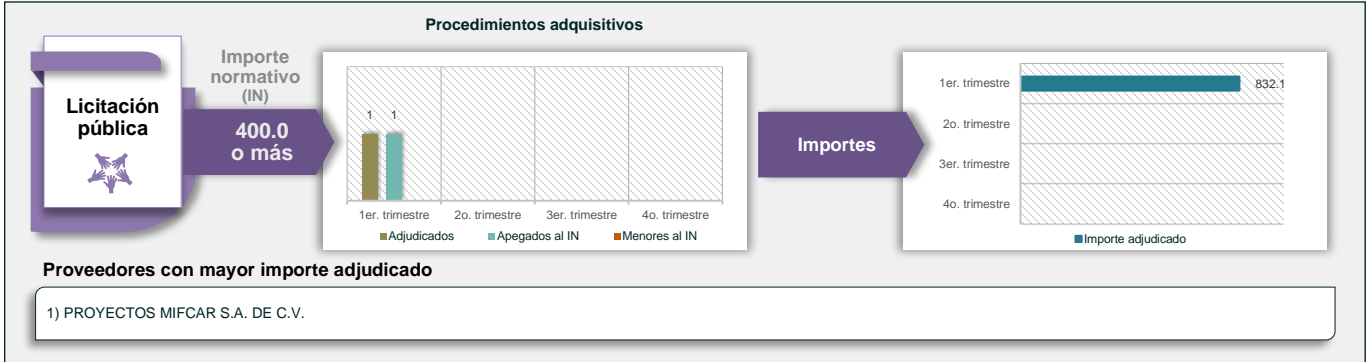 Procedimientos adquisitivos
Licitación
pública
Importe
normativo
(IN)
400.0
o más
1 1
1er. trimestre 2o. trimestre 3er. trimestre 4o. trimestre
Adjudicados Apegados al IN Menores al IN
Importes
1er. trimestre 832.1
2o. trimestre
3er. trimestre
4o. trimestre
Importe adjudicado
Proveedores con mayor importe adjudicado
1) PROYECTOS MIFCAR S.A. DE C.V.